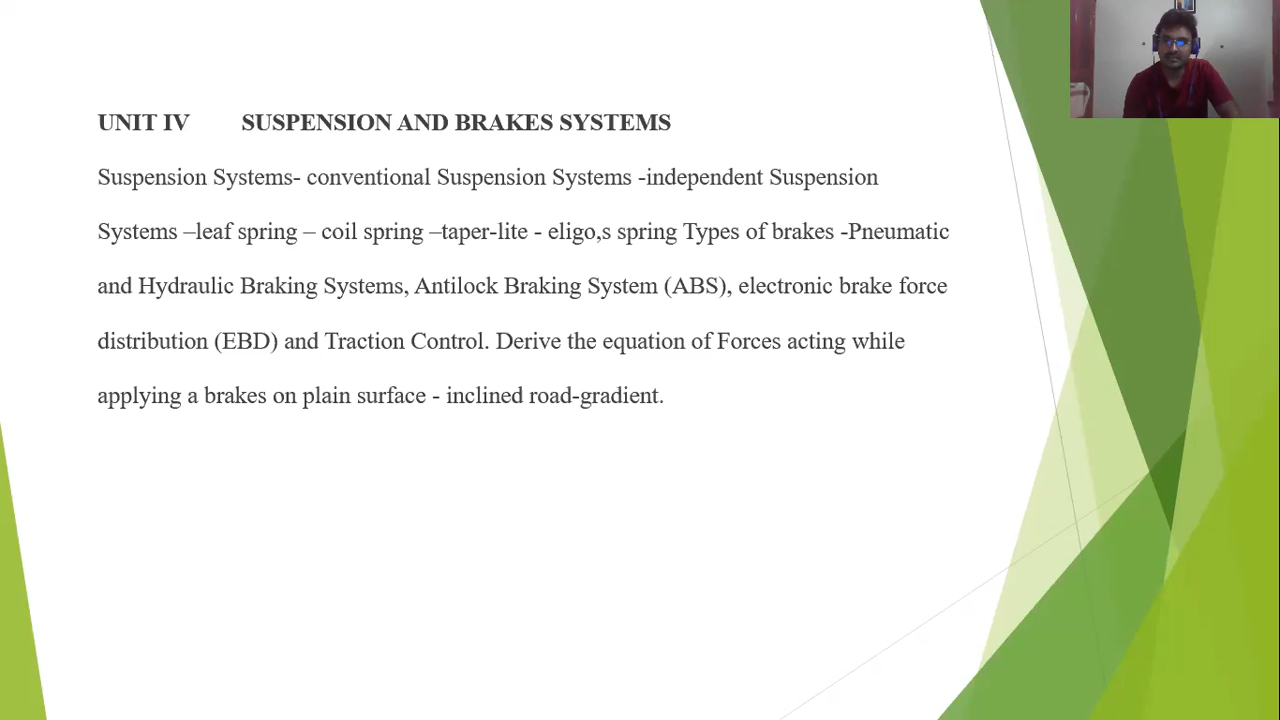 UNIT IV SUSPENSION AND BRAKES SYSTEMS
Suspension Systems- conventional Suspension Systems -independent Suspension
Systems –leaf spring – coil spring –taper-lite - eligo,s spring Types of brakes -Pneumatic
and Hydraulic Braking Systems, Antilock Braking System (ABS), electronic brake force
distribution (EBD) and Traction Control. Derive the equation of Forces acting while
applying a brakes on plain surface - inclined road-gradient.